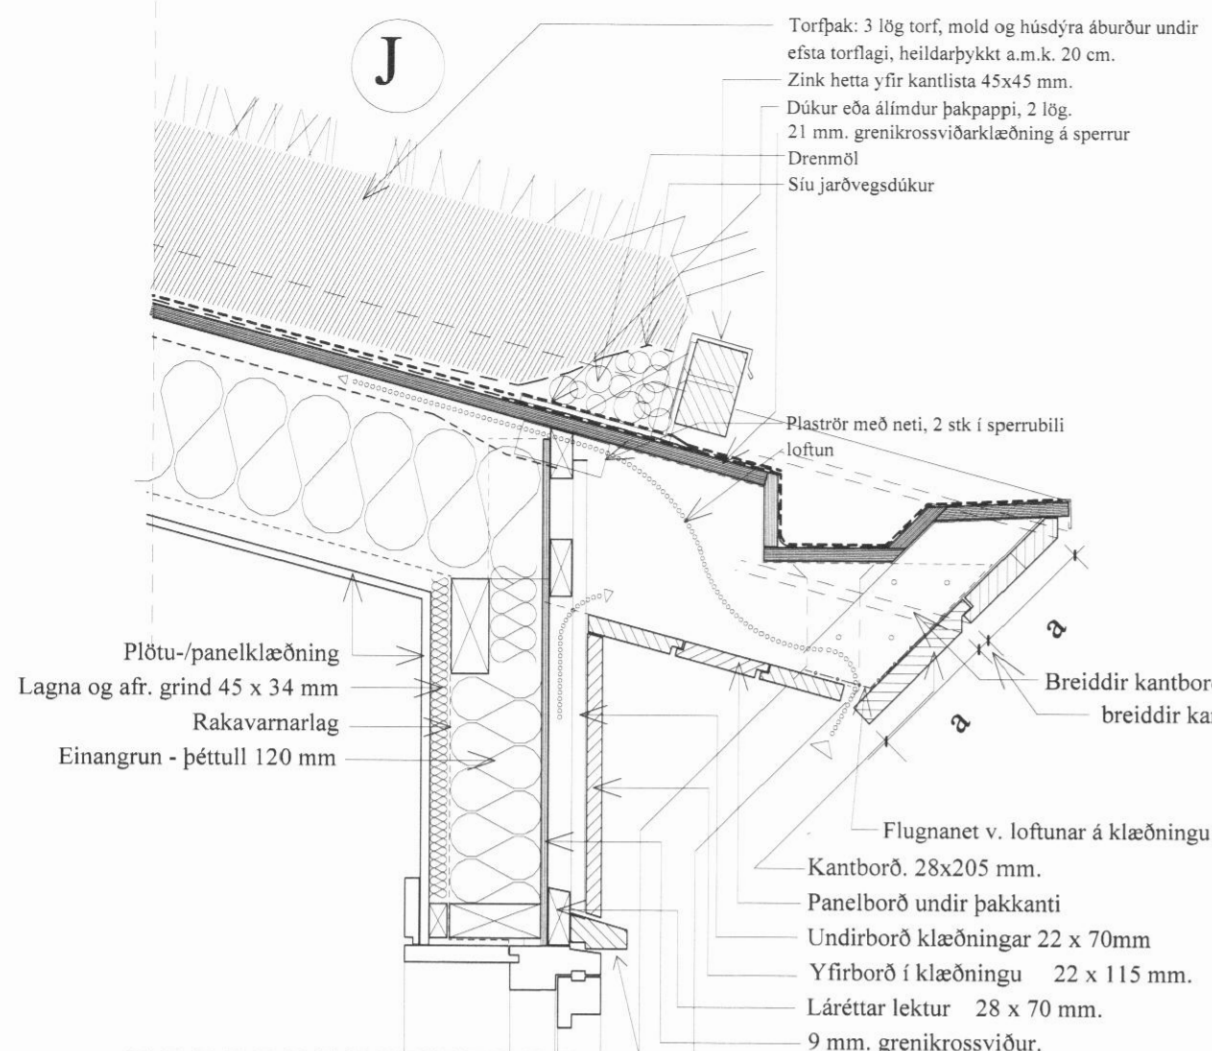 J
Torfþak: 3 lög torf, mold og húsdýra áburður undir
efsta torflagi, heildarþykkt a.m.k. 20 cm.
Zink hetta yfir kantlista 45x45 mm.
Dúkur eða álímdur þakpappi, 2 lög.
21 mm. grenikrossviðarklæðning á sperrur
Drenmöl
Síu jarðvegsdúkur
Plaströr með neti, 2 stk í sperrubili
loftun
Plötu-/panelklæðning
Lagna og afr. grind 45 x 34 mm
Rakavarnarlag
Einangrun - þéttull 120 mm
a
a
Breiddir kantbor
breiddir ka
Flugnanet v. loftunar á klæðningu
Kantborð. 28x205 mm.
Panelborð undir þakkanti
Undirborð klæðningar 22 x 70mm
Yfirborð í klæðningu 22 x 115 mm.
Láréttar lektur 28 x 70 mm.
9 mm. grenikrossviður.